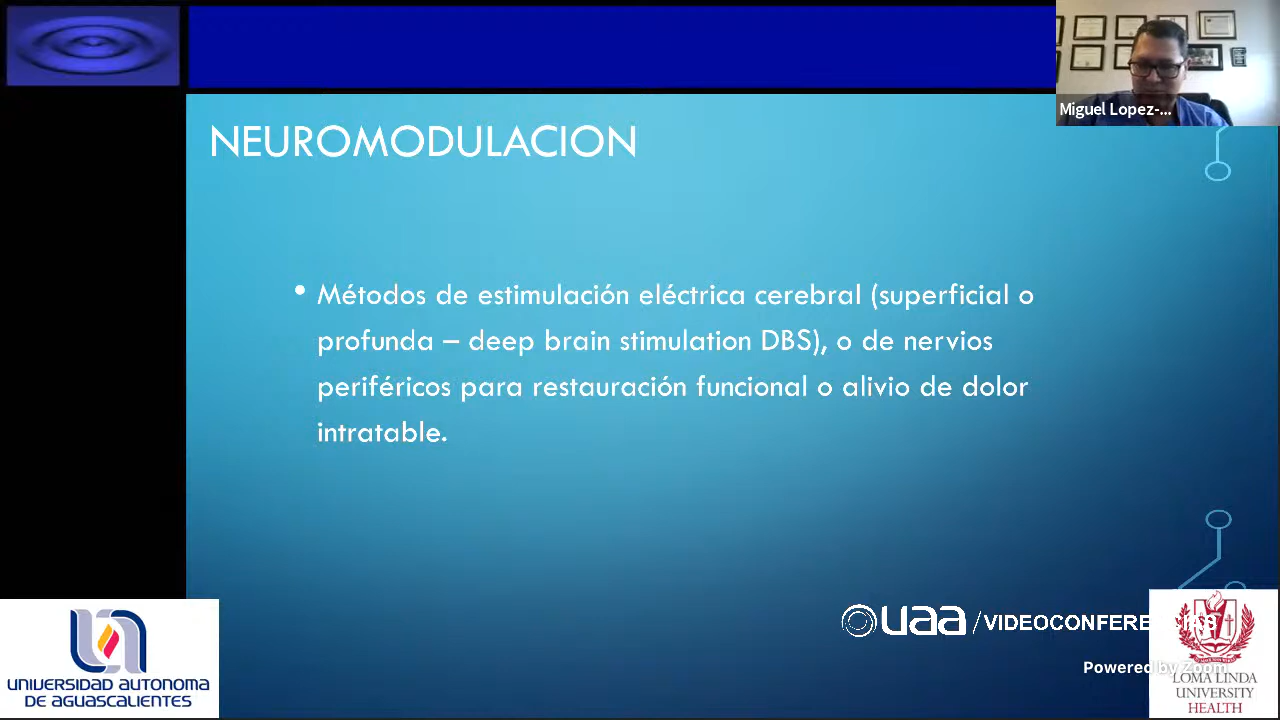 Miguel Lopez-...
NEUROMODULACION
• Métodos de estimulación eléctrica cerebral (superficial o
profunda – deep brain stimulation DBS), o de nervios
periféricos para restauración funcional o alivio de dolor
intratable.
uaa /VIDEOCONFERENCIAS
Powered by Zoom
UNIVERSIDAD AUTONOMA
DE AGUASCALIENTES
LOMA LINDA
UNIVERSITY
HEALTH